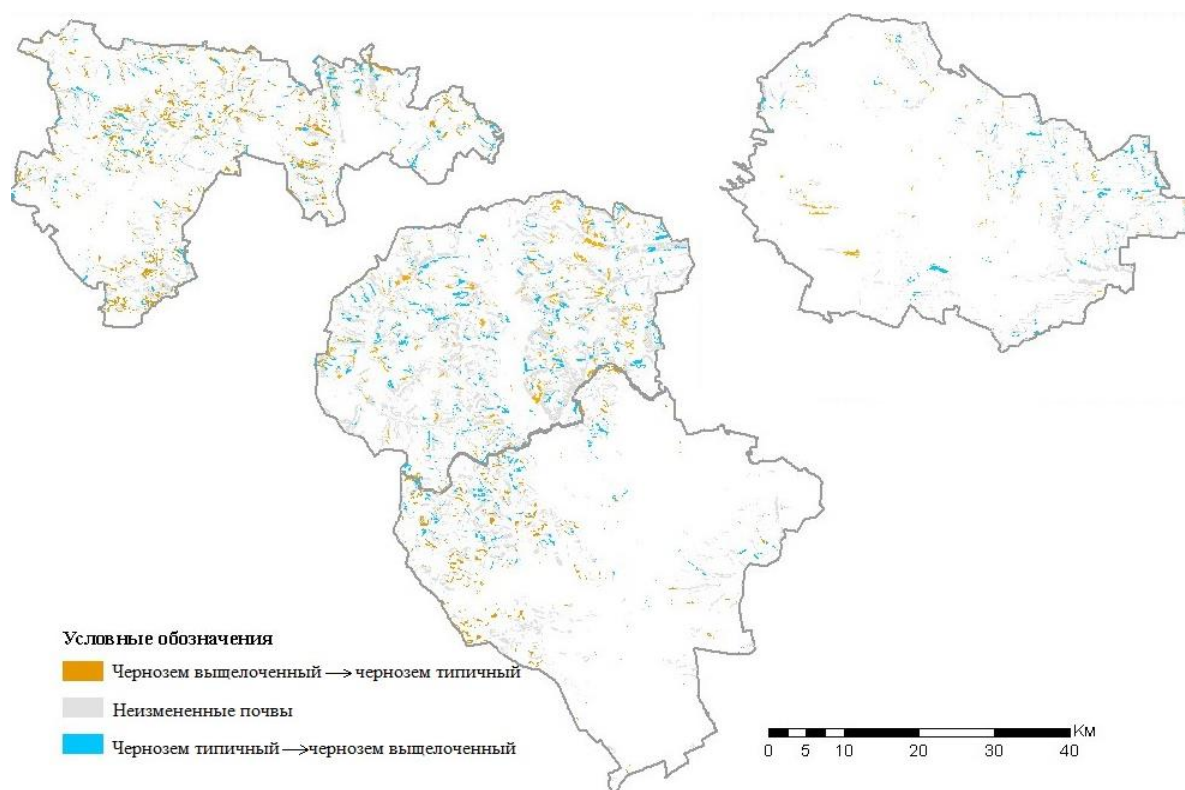 Условные обозначения
Чернозем выщелоченный → чернозем типичный
Неизмененные почвы
Чернозем типичный → чернозем выщелоченный
Км
0 5 10 20 30 40